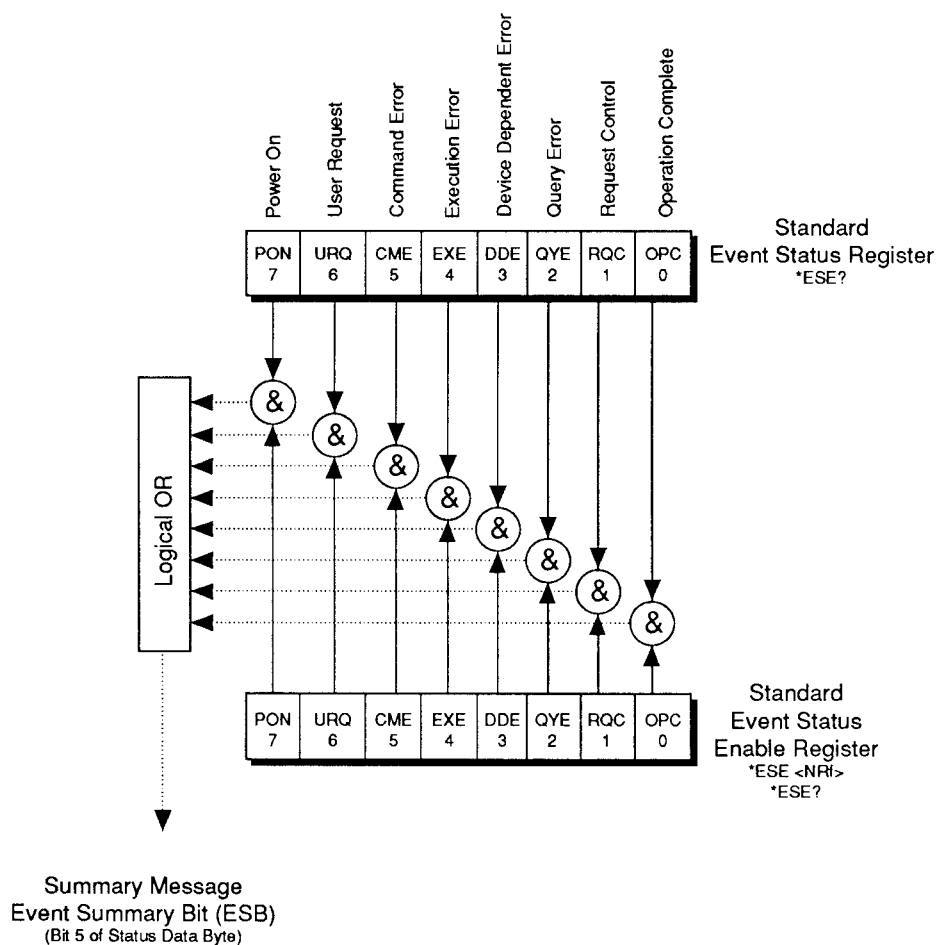 Power On
User Request
Command Error
Execution Error
Device Dependent Error
Query Error
Request Control
Operation Complete
PON URQ CME EXE DDE QYE RQC OPC
7 6 5 4 3 2 1 0
Standard
Event Status Register
*ESE?
&
&
&
&
&
&
&
&
Logical OR
PON URQ CME EXE DDE QYE RQC OPC
7 6 5 4 3 2 1 0
Standard
Event Status
Enable Register
*ESE <NRf>
*ESE?
Summary Message
Event Summary Bit (ESB)
(Bit 5 of Status Data Byte)